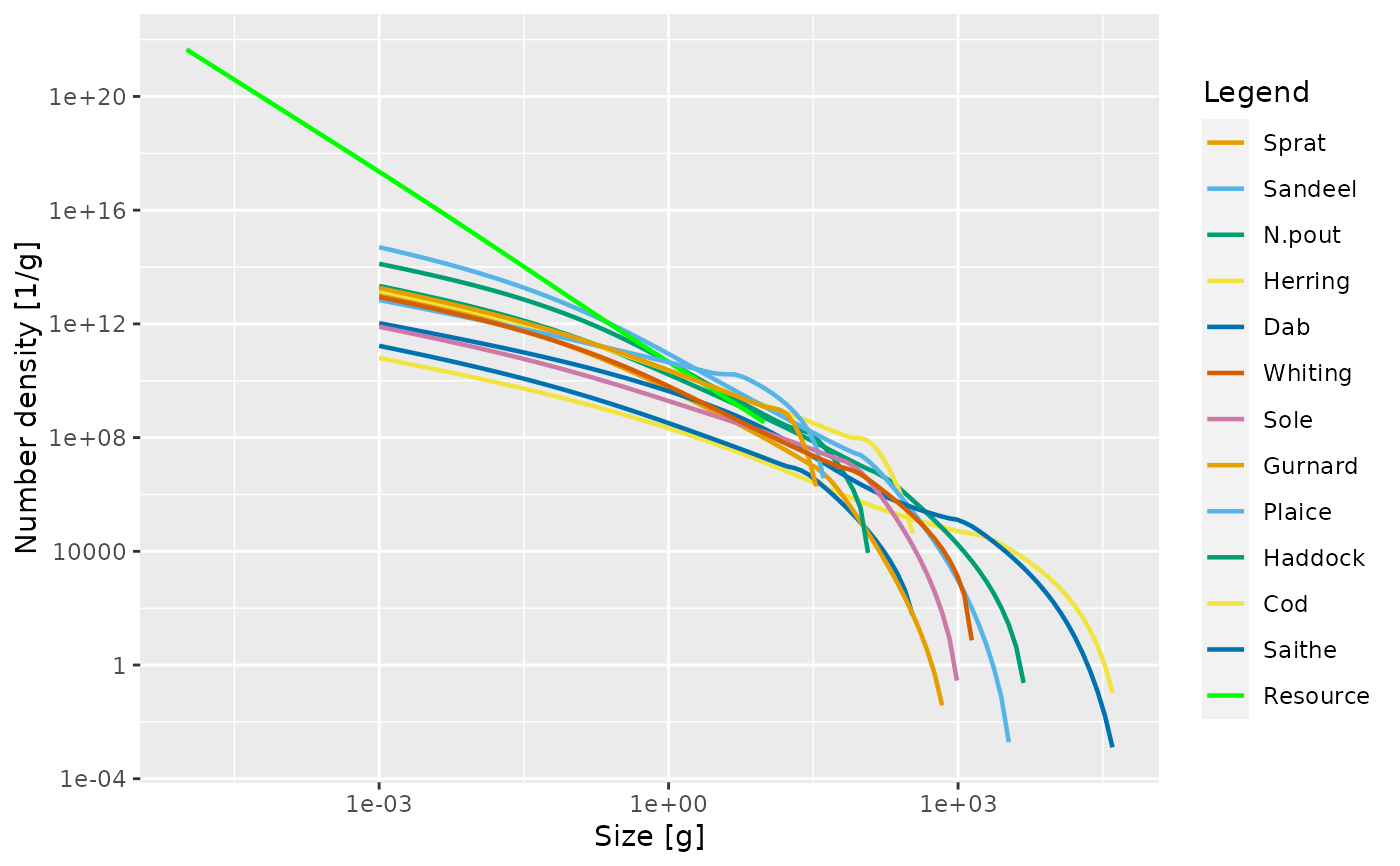 Number density [1/g]
1e+20
1e+16
1e+12
1e+08
10000
1
1e-04
1e-03
1e+00
1e+03
Size [g]
Legend
Sprat
Sandeel
N.pout
Herring
Dab
Whiting
Sole
Gurnard
Plaice
Haddock
Cod
Saithe
Resource